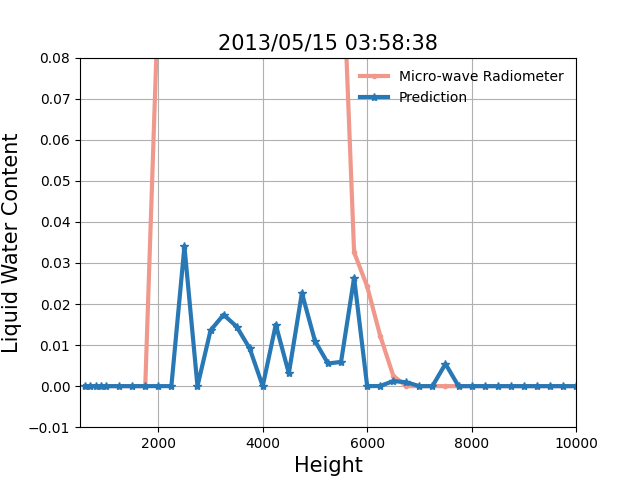 2013/05/15 03:58:38
0.08
0.07
0.06
0.05
0.04
0.03
0.02
0.01
0.00
−0.01
Liquid Water Content
Micro-wave Radiometer
Prediction
2000 4000 6000 8000 10000
Height